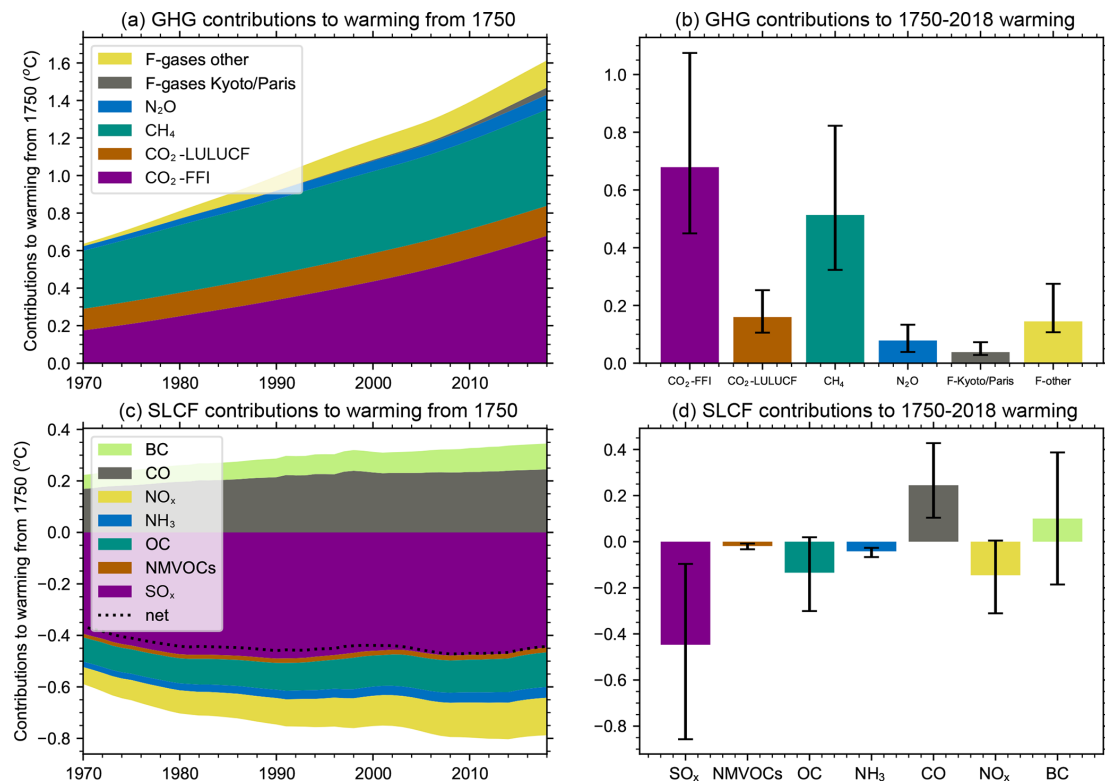 (a) GHG contributions to warming from 1750
Contributions to warming from 1750 (°C)
1.6
1.4
1.2
1.0
0.8
0.6
0.4
0.2
0.0
F-gases other
F-gases Kyoto/Paris
N₂O
CH₄
CO₂-LULUCF
CO₂-FFI
1970 1980 1990 2000 2010
(b) GHG contributions to 1750-2018 warming
1.0
0.8
0.6
0.4
0.2
0.0
CO₂-FFI CO₂-LULUCF CH₄ N₂O F-Kyoto/Paris F-other
(c) SLCF contributions to warming from 1750
Contributions to warming from 1750 (°C)
0.4
0.2
0.0
−0.2
−0.4
−0.6
−0.8
BC
CO
NOₓ
NH₃
OC
NMVOCs
SOₓ
net
1970 1980 1990 2000 2010
(d) SLCF contributions to 1750-2018 warming
0.4
0.2
0.0
−0.2
−0.4
−0.6
−0.8
SOₓ NMVOCs OC NH₃ CO NOₓ BC